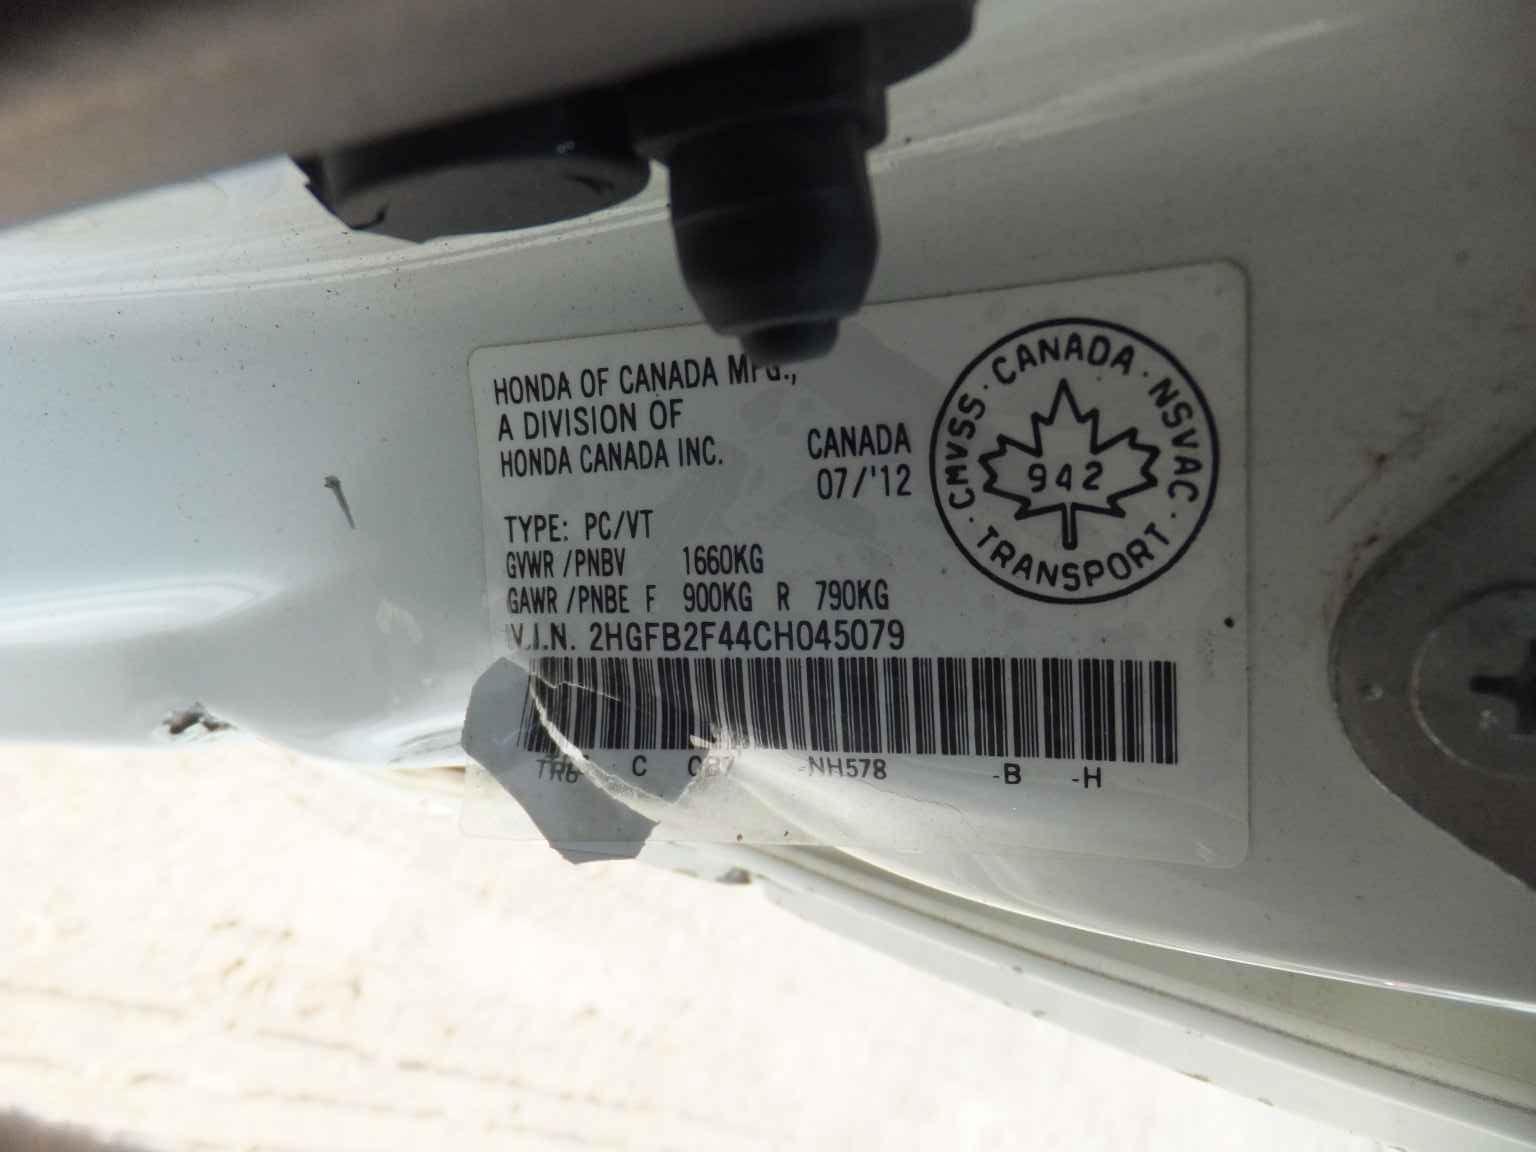 HONDA OF CANADA MFG.,
A DIVISION OF
HONDA CANADA INC.
CANADA
07/'12
TYPE: PC/VT
GVWR /PNBV 1660KG
GAWR /PNBE F 900KG R 790KG
V.I.N. 2HGFB2F44CH045079
C -NH578 -B -H
CMVSS · CANADA · NSVAC · TRANSPORT ·
942